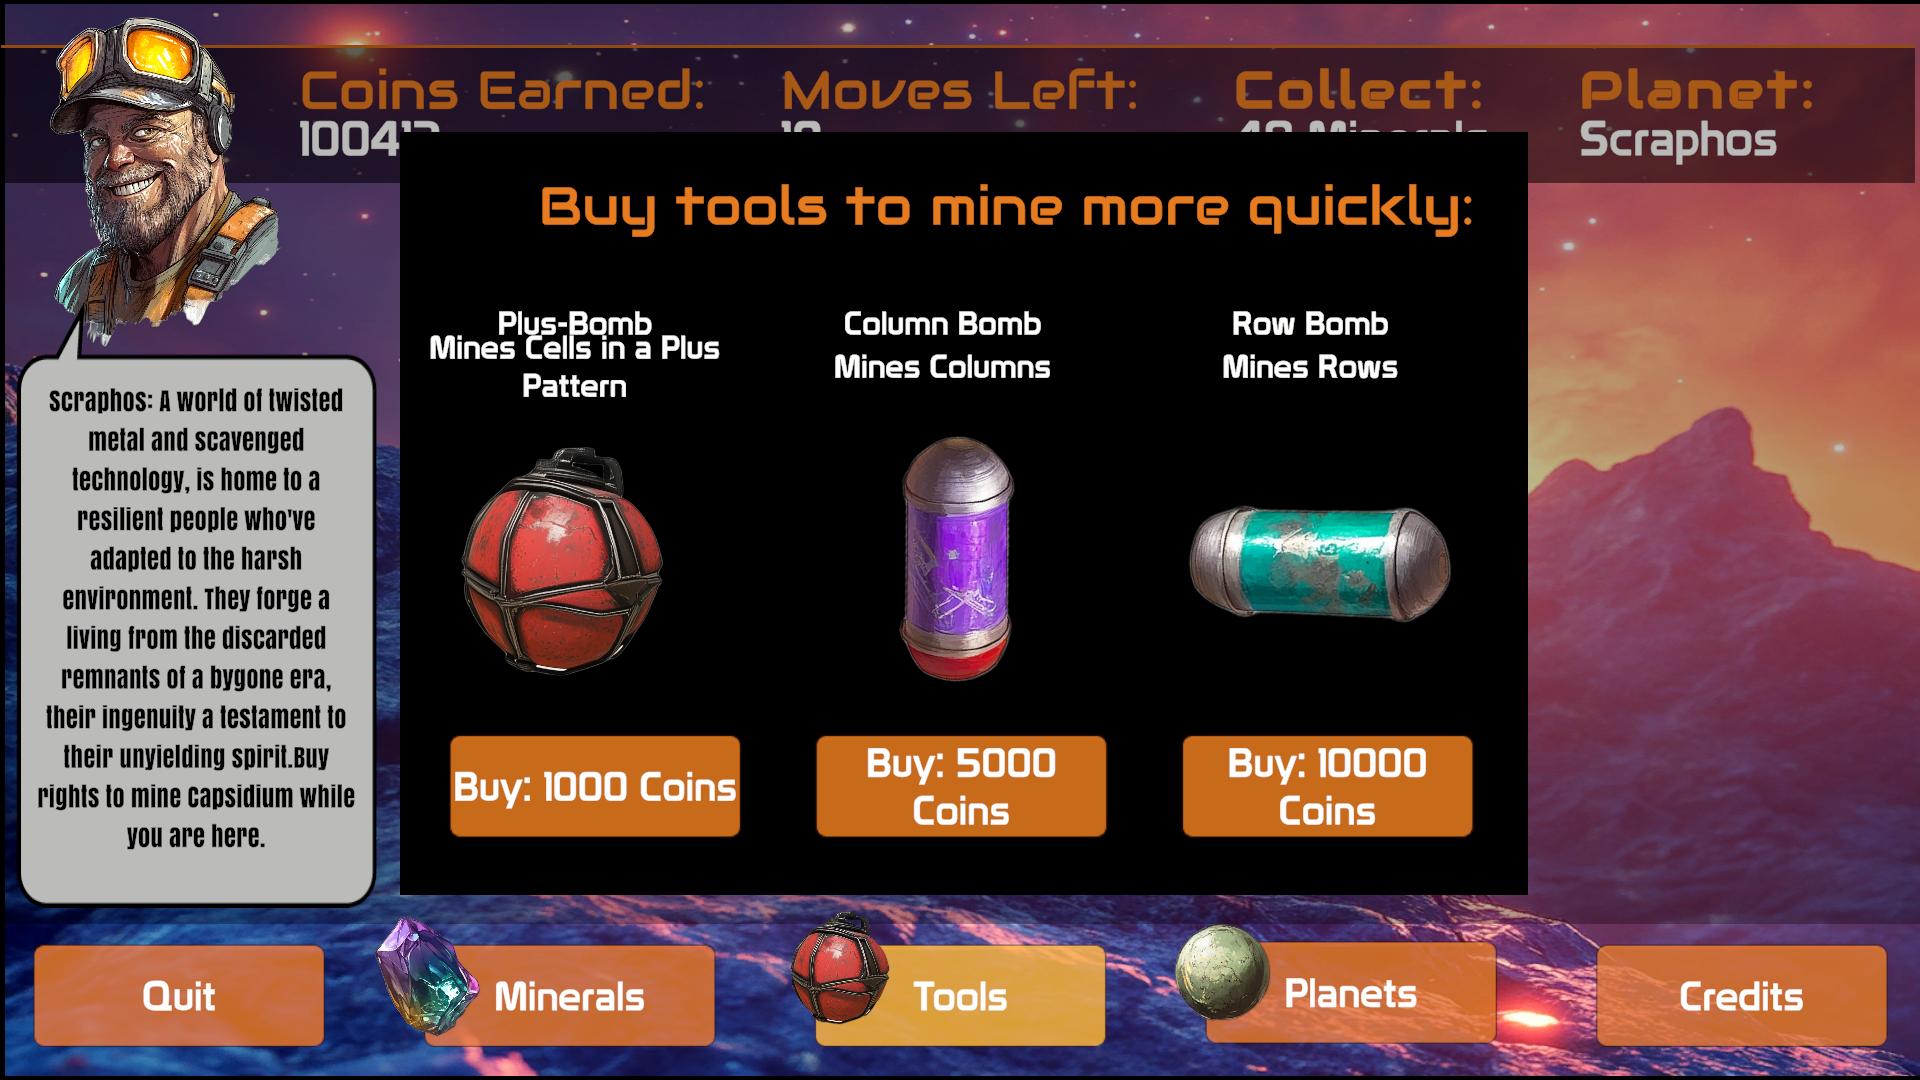 Coins Earned:
Moves Left:
Collect:
Planet:
Scraphos
Buy tools to mine more quickly:
Plus-Bomb
Mines Cells in a Plus
Pattern
Column Bomb
Mines Columns
Row Bomb
Mines Rows
Scraphos: A world of twisted
metal and scavenged
technology, is home to a
resilient people who've
adapted to the harsh
environment. They forge a
living from the discarded
remnants of a bygone era,
their ingenuity a testament to
their unyielding spirit.Buy
rights to mine Capsidium while
you are here.
Buy: 1000 Coins
Buy: 5000
Coins
Buy: 10000
Coins
Quit
Minerals
Tools
Planets
Credits